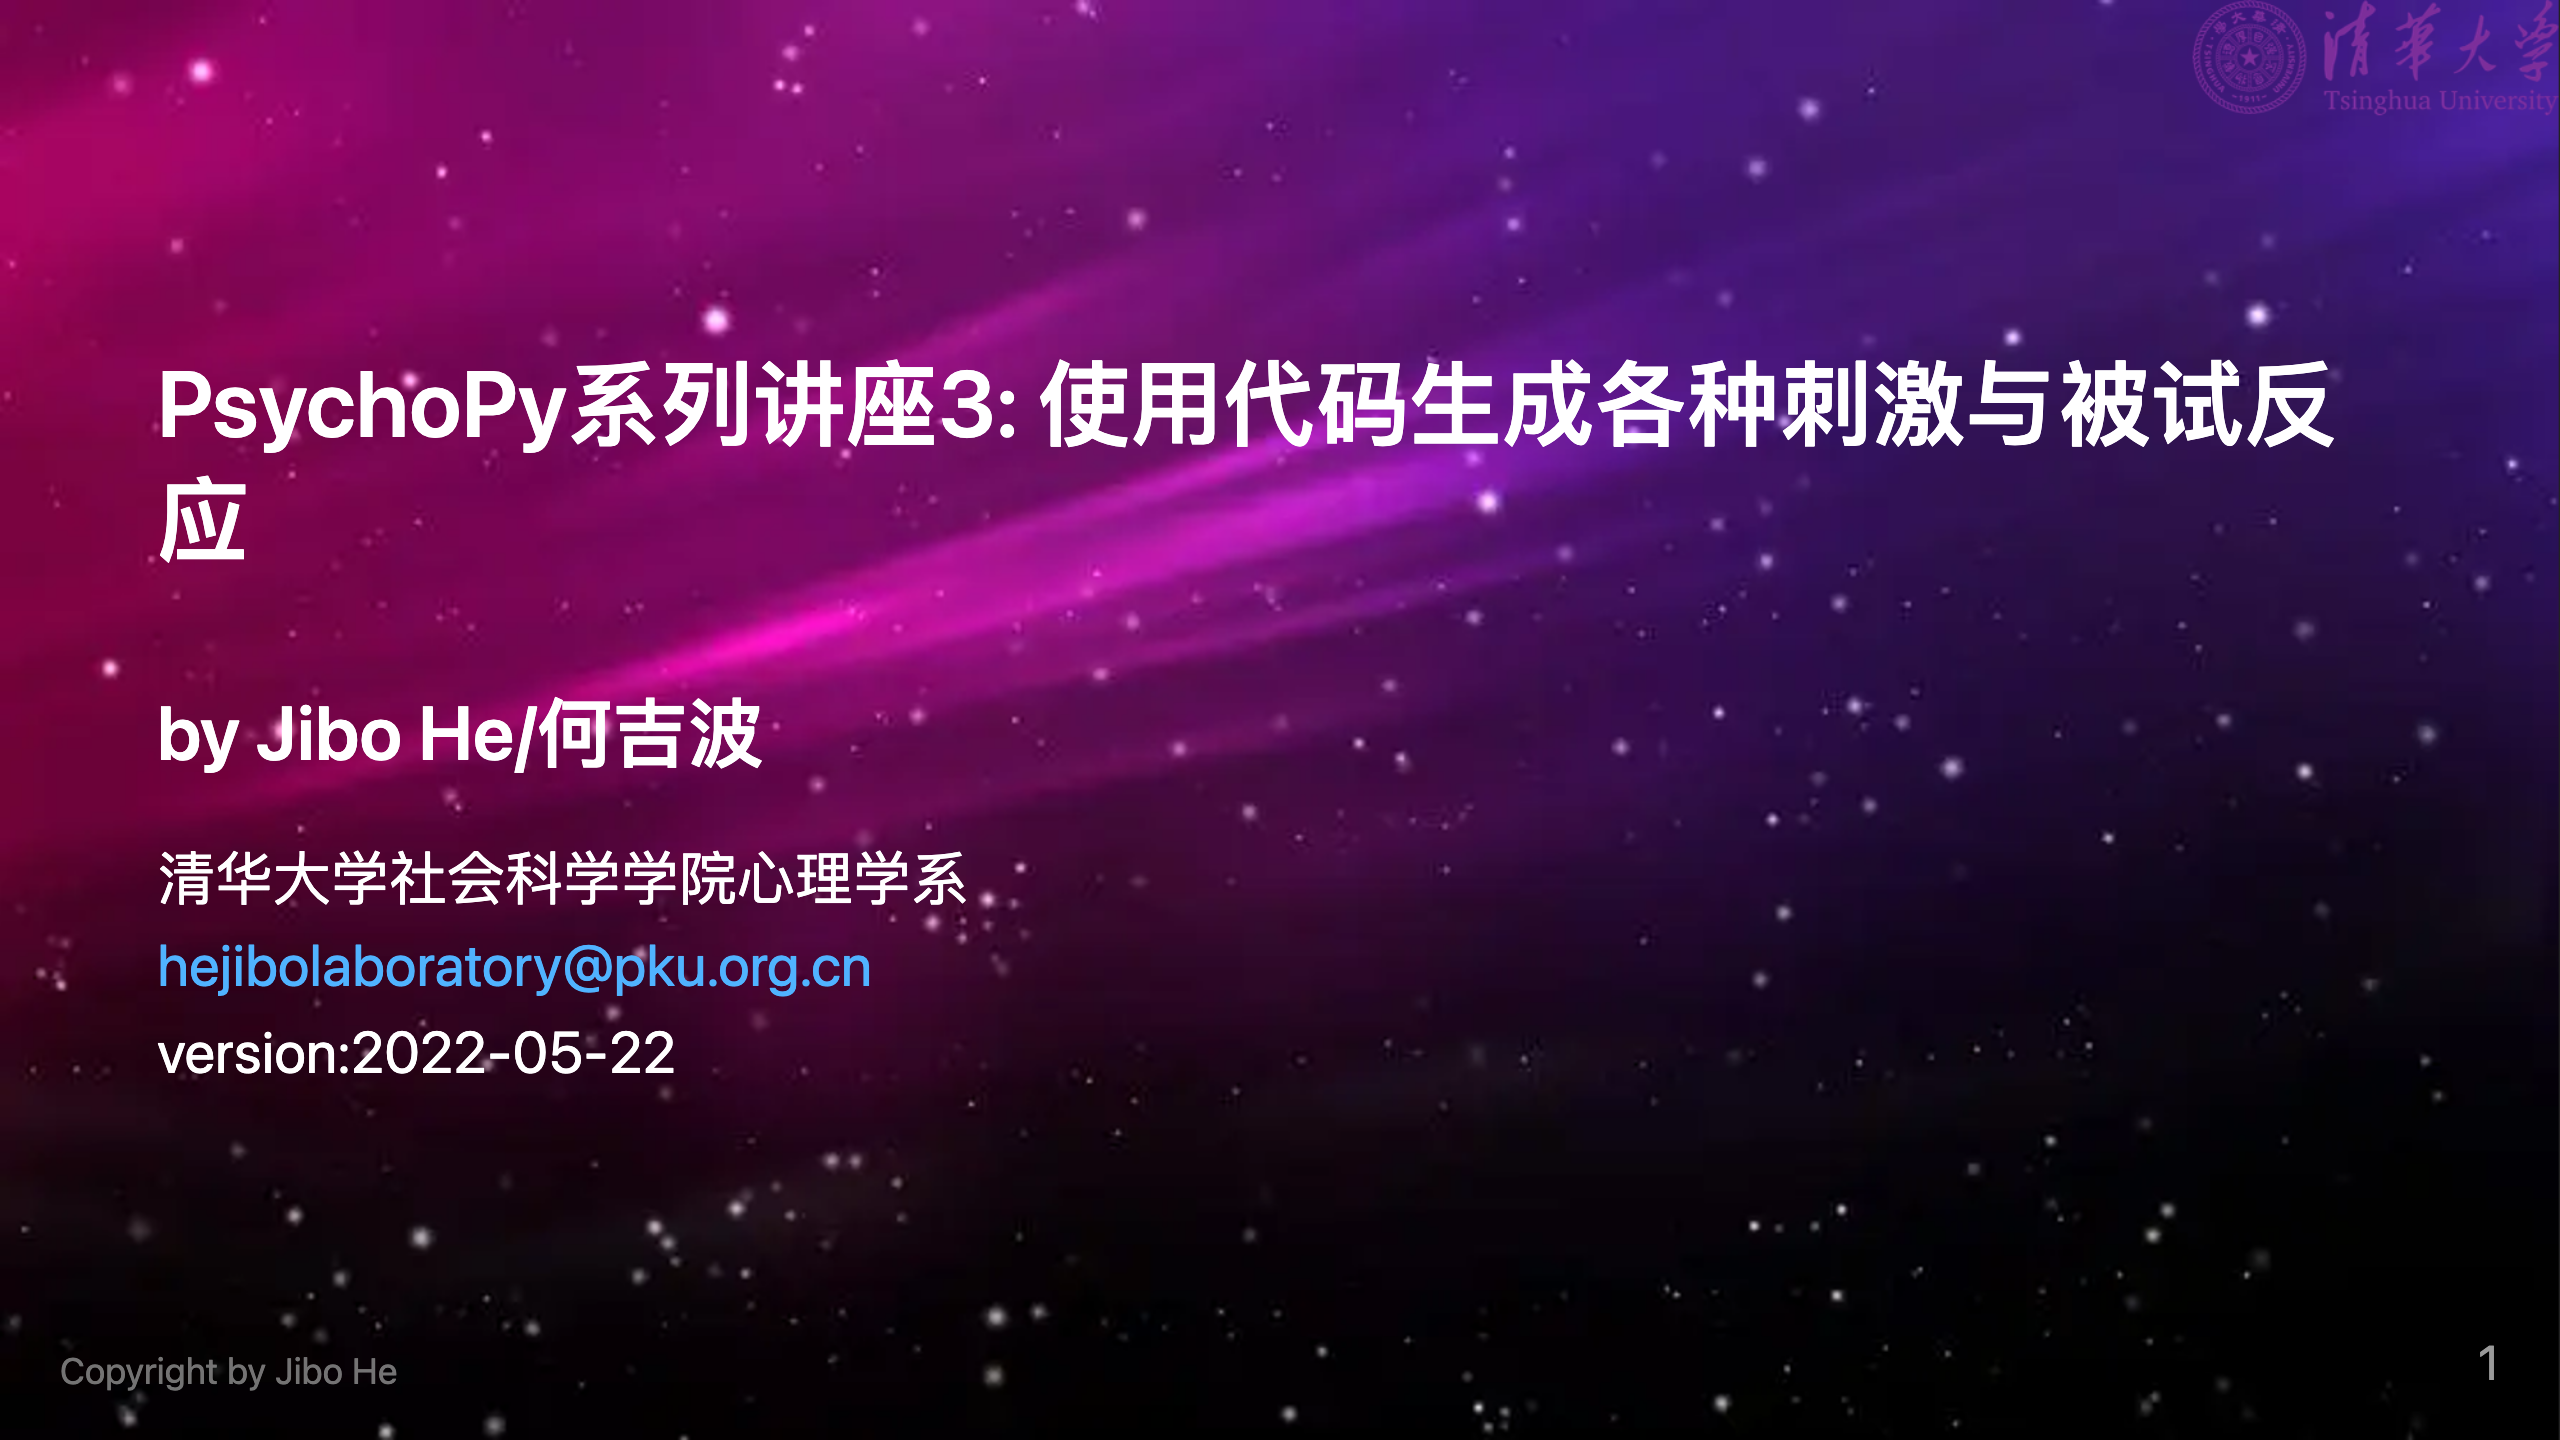 清华大学
Tsinghua University
PsychoPy系列讲座3: 使用代码生成各种刺激与被试反
应
by Jibo He/何吉波
清华大学社会科学学院心理学系
hejibolaboratory@pku.org.cn
version:2022-05-22
Copyright by Jibo He
1